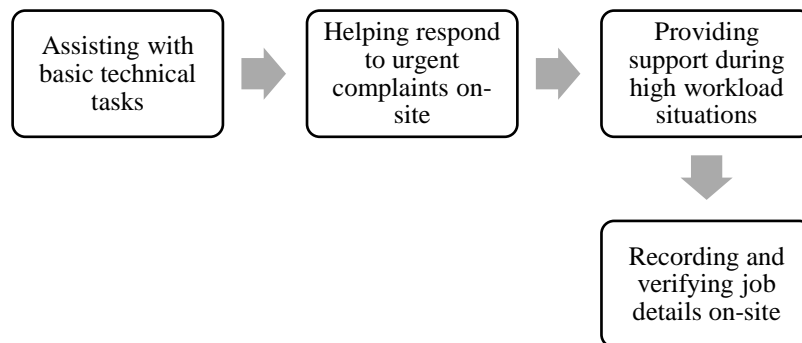 Assisting with
basic technical
tasks
Helping respond
to urgent
complaints on-
site
Providing
support during
high workload
situations
Recording and
verifying job
details on-site